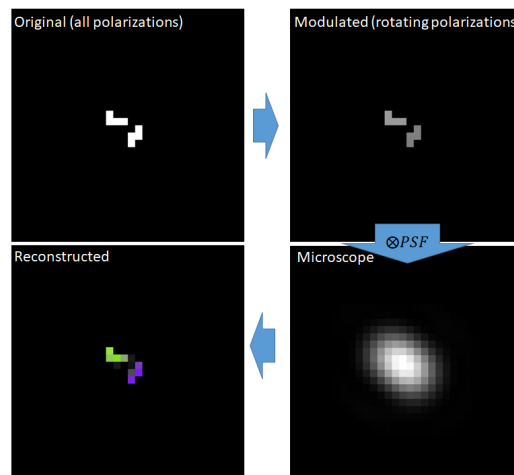 Original (all polarizations)
Modulated (rotating polarizations
⊗PSF
Reconstructed
Microscope